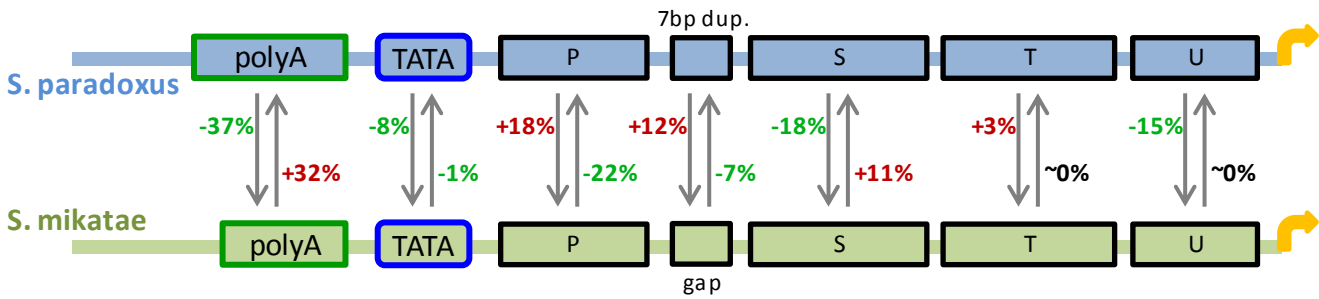 7bp dup.
polyA TATA P S T U
S. paradoxus
-37% -8% +18% +12% -18% +3% -15%
+32% -1% -22% -7% +11% ~0% ~0%
S. mikatae
polyA TATA P S T U
gap